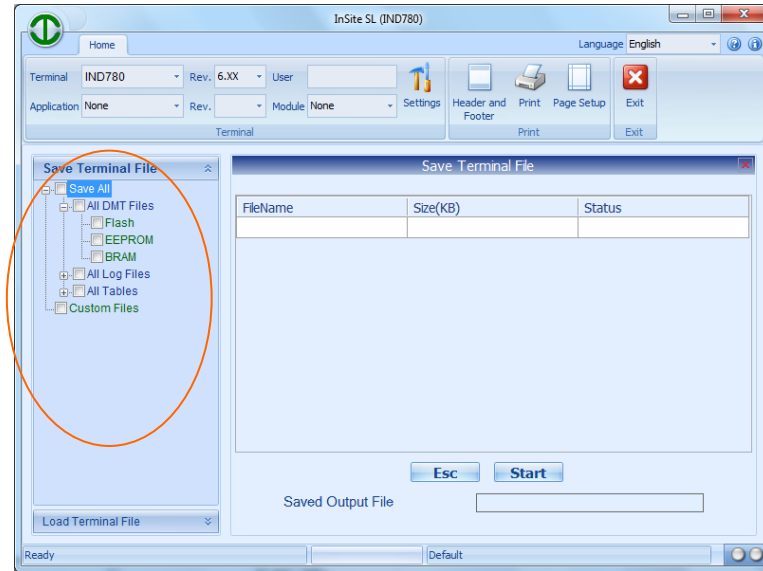 InSite SL (IND780)
Home
Language English
Terminal IND780 Rev. 6.XX User
Application None Rev. Module None
Settings
Header and Footer
Print
Page Setup
Exit
Terminal
Print
Exit
Save Terminal File
Save All
All DMT Files
Flash
EEPROM
BRAM
All Log Files
All Tables
Custom Files
Load Terminal File
Save Terminal File
FileName Size(KB) Status
Esc Start
Saved Output File
Ready Default